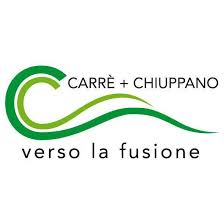 CARRÈ + CHIUPPANO
verso la fusione